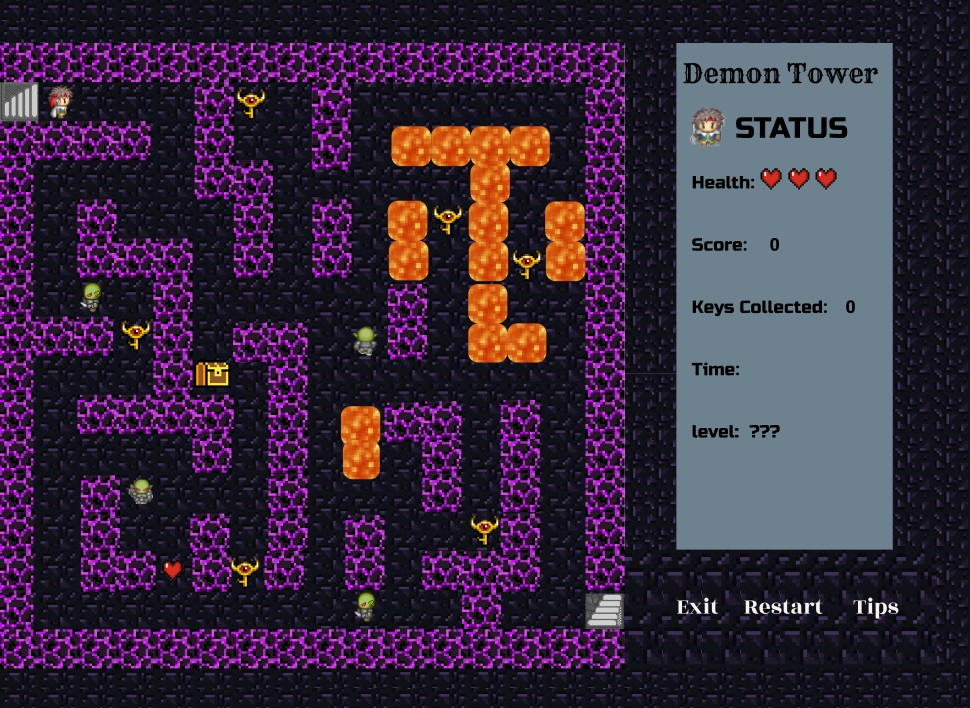 Demon Tower
STATUS
Health:
Score: 0
Keys Collected: 0
Time:
level: ???
Exit Restart Tips